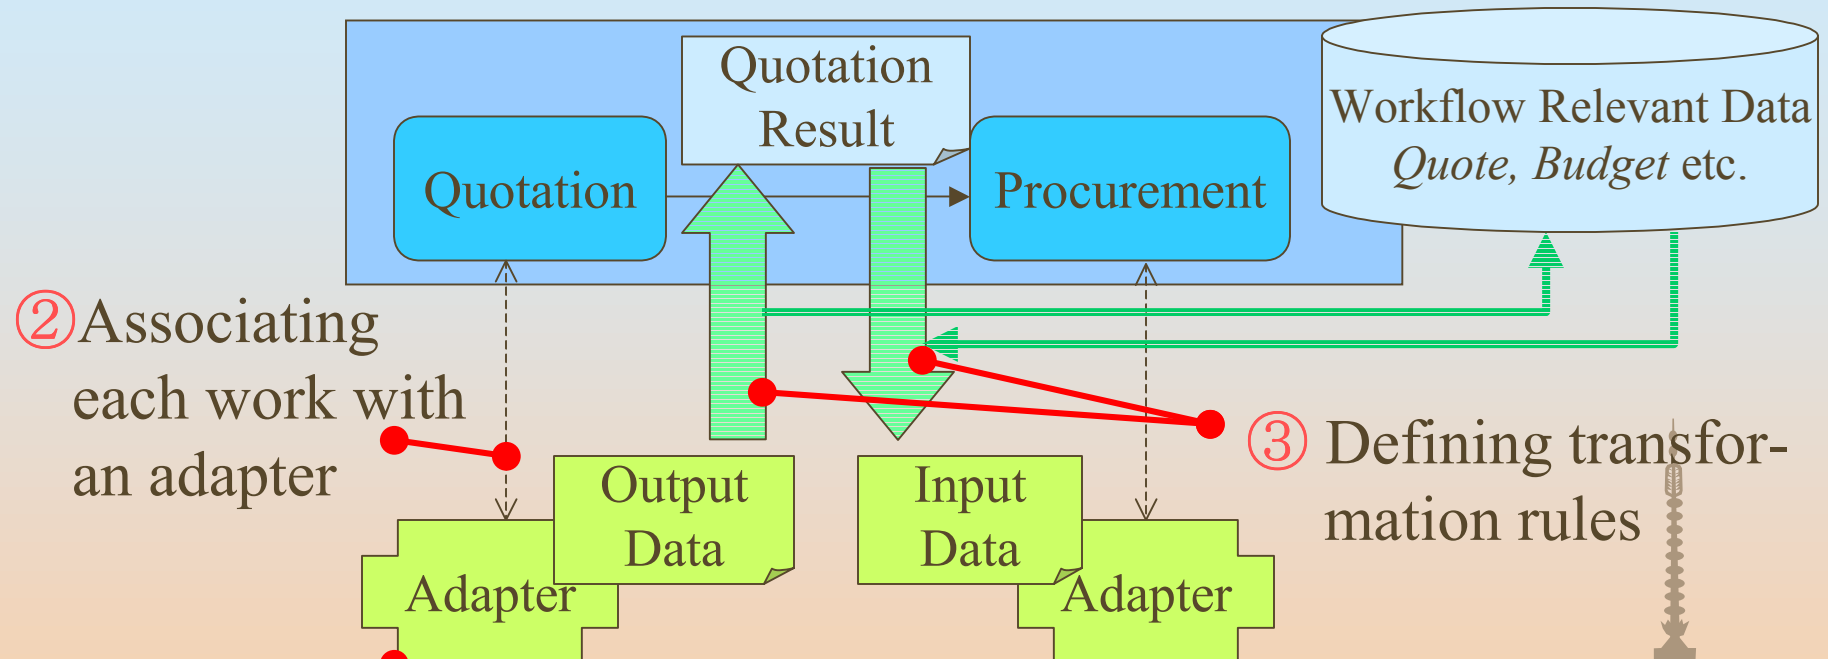 Quotation
Result
Workflow Relevant Data
Quote, Budget etc.
Quotation
Procurement
②Associating
each work with
an adapter
③ Defining transfor-
mation rules
Output
Data
Input
Data
Adapter
Adapter